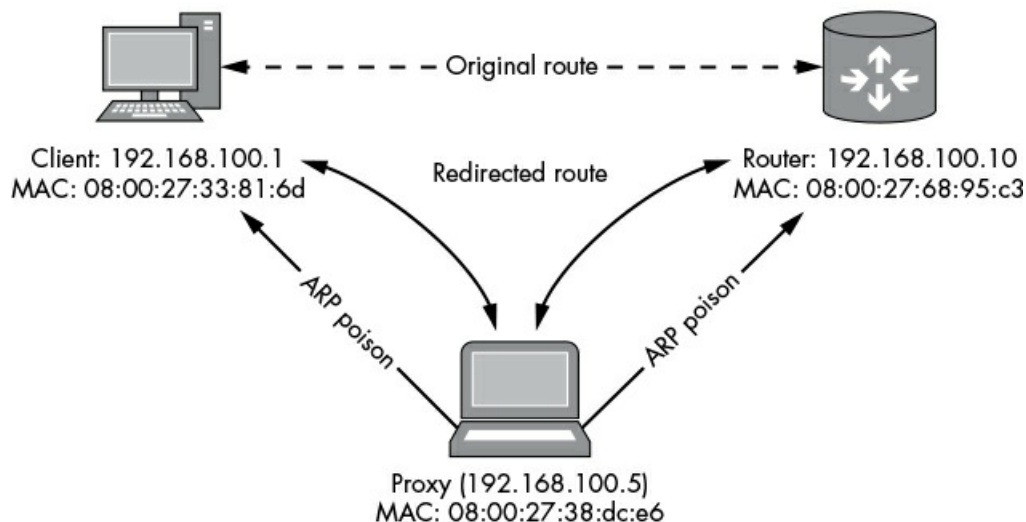 Original route
Client: 192.168.100.1
MAC: 08:00:27:33:81:6d
Router: 192.168.100.10
MAC: 08:00:27:68:95:c3
Redirected route
ARP poison
ARP poison
Proxy (192.168.100.5)
MAC: 08:00:27:38:dc:e6